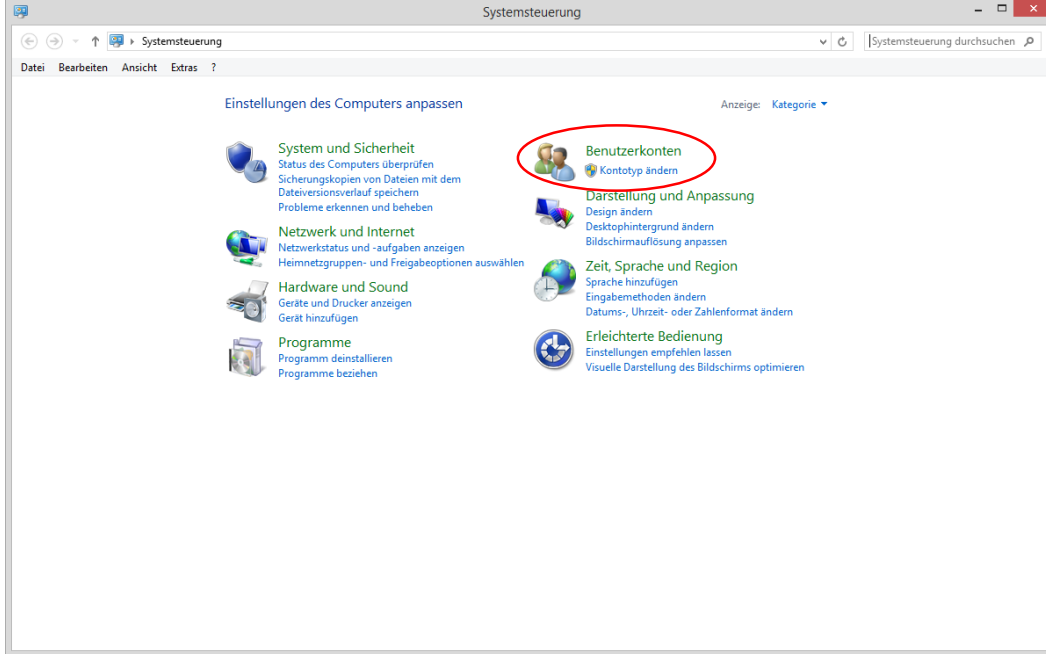 Systemsteuerung
Systemsteuerung
Systemsteuerung durchsuchen
Datei Bearbeiten Ansicht Extras ?
Einstellungen des Computers anpassen
Anzeige: Kategorie
System und Sicherheit
Status des Computers überprüfen
Sicherungskopien von Dateien mit dem
Dateiversionsverlauf speichern
Probleme erkennen und beheben
Netzwerk und Internet
Netzwerkstatus und -aufgaben anzeigen
Heimnetzgruppen- und Freigabeoptionen auswählen
Hardware und Sound
Geräte und Drucker anzeigen
Gerät hinzufügen
Programme
Programm deinstallieren
Programme beziehen
Benutzerkonten
Kontotyp ändern
Darstellung und Anpassung
Design ändern
Desktophintergrund ändern
Bildschirmauflösung anpassen
Zeit, Sprache und Region
Sprache hinzufügen
Eingabemethoden ändern
Datums-, Uhrzeit- oder Zahlenformat ändern
Erleichterte Bedienung
Einstellungen empfehlen lassen
Visuelle Darstellung des Bildschirms optimieren